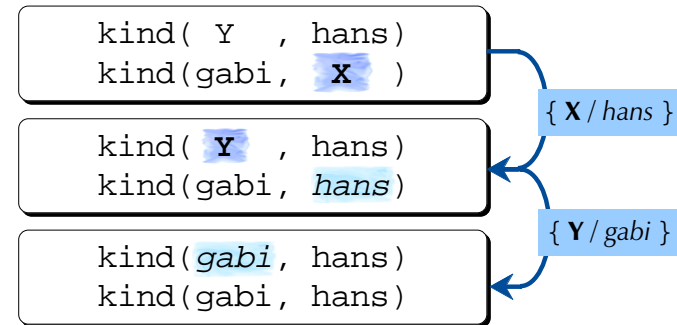 kind( Y , hans)
kind(gabi, X )
{ X / hans }
kind( Y , hans)
kind(gabi, hans)
{ Y / gabi }
kind(gabi, hans)
kind(gabi, hans)